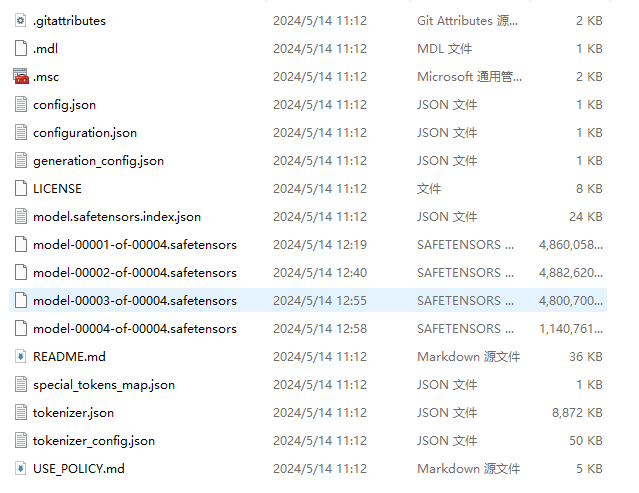 .gitattributes 2024/5/14 11:12 Git Attributes 源... 2 KB
.mdl 2024/5/14 11:12 MDL 文件 1 KB
.msc 2024/5/14 11:12 Microsoft 通用管... 2 KB
config.json 2024/5/14 11:12 JSON 文件 1 KB
configuration.json 2024/5/14 11:12 JSON 文件 1 KB
generation_config.json 2024/5/14 11:12 JSON 文件 1 KB
LICENSE 2024/5/14 11:12 文件 8 KB
model.safetensors.index.json 2024/5/14 11:12 JSON 文件 24 KB
model-00001-of-00004.safetensors 2024/5/14 12:19 SAFETENSORS ... 4,860,058...
model-00002-of-00004.safetensors 2024/5/14 12:40 SAFETENSORS ... 4,882,620...
model-00003-of-00004.safetensors 2024/5/14 12:55 SAFETENSORS ... 4,800,700...
model-00004-of-00004.safetensors 2024/5/14 12:58 SAFETENSORS ... 1,140,761...
README.md 2024/5/14 11:12 Markdown 源文件 36 KB
special_tokens_map.json 2024/5/14 11:12 JSON 文件 1 KB
tokenizer.json 2024/5/14 11:12 JSON 文件 8,872 KB
tokenizer_config.json 2024/5/14 11:12 JSON 文件 50 KB
USE_POLICY.md 2024/5/14 11:12 Markdown 源文件 5 KB